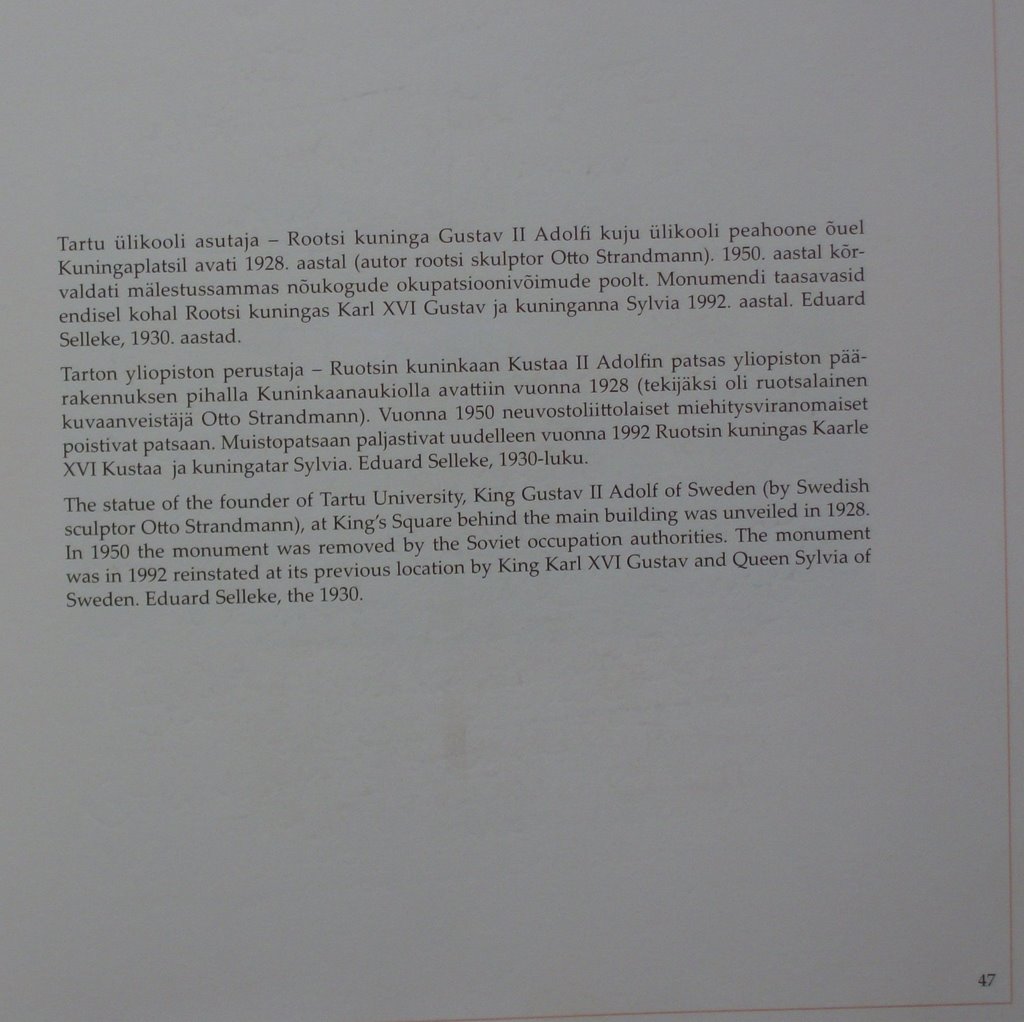 Tartu ülikooli asutaja – Rootsi kuninga Gustav II Adolfi kuju ülikooli peahoone õuel
Kuningaplatsil avati 1928. aastal (autor rootsi skulptor Otto Strandmann). 1950. aastal kõr-
valdati mälestussammas nõukogude okupatsioonivõimude poolt. Monumendi taasavasid
endisel kohal Rootsi kuningas Karl XVI Gustav ja kuninganna Sylvia 1992. aastal. Eduard
Selleke, 1930. aastad.
Tarton yliopiston perustaja – Ruotsin kuninkaan Kustaa II Adolfin patsas yliopiston pää-
rakennuksen pihalla Kuninkaanaukiolla avattiin vuonna 1928 (tekijäksi oli ruotsalainen
kuvaanveistäjä Otto Strandmann). Vuonna 1950 neuvostoliittolaiset miehitysviranomaiset
poistivat patsaan. Muistopatsaan paljastivat uudelleen vuonna 1992 Ruotsin kuningas Kaarle
XVI Kustaa ja kuningatar Sylvia. Eduard Selleke, 1930-luku.
The statue of the founder of Tartu University, King Gustav II Adolf of Sweden (by Swedish
sculptor Otto Strandmann), at King's Square behind the main building was unveiled in 1928.
In 1950 the monument was removed by the Soviet occupation authorities. The monument
was in 1992 reinstated at its previous location by King Karl XVI Gustav and Queen Sylvia of
Sweden. Eduard Selleke, the 1930.
47